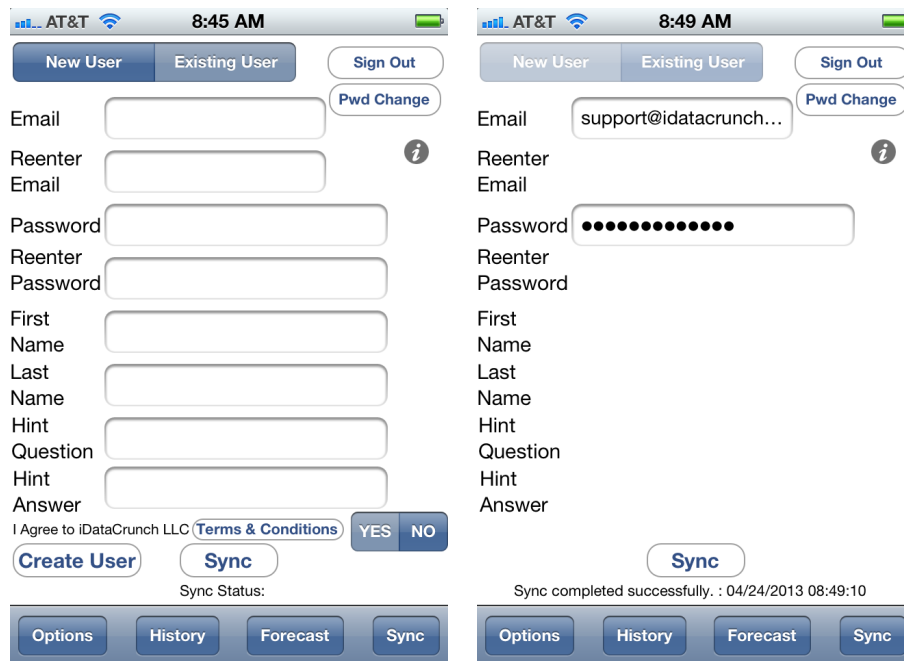 AT&T 8:45 AM
New User Existing User Sign Out
Pwd Change
Email
Reenter
Email
Password
Reenter
Password
First
Name
Last
Name
Hint
Question
Hint
Answer
I Agree to iDataCrunch LLC Terms & Conditions YES NO
Create User Sync
Sync Status:
Options History Forecast Sync
AT&T 8:49 AM
New User Existing User Sign Out
Pwd Change
Email support@idatacrunch...
Reenter
Email
Password ●●●●●●●●●●●●●
Reenter
Password
First
Name
Last
Name
Hint
Question
Hint
Answer
Sync
Sync completed successfully. : 04/24/2013 08:49:10
Options History Forecast Sync